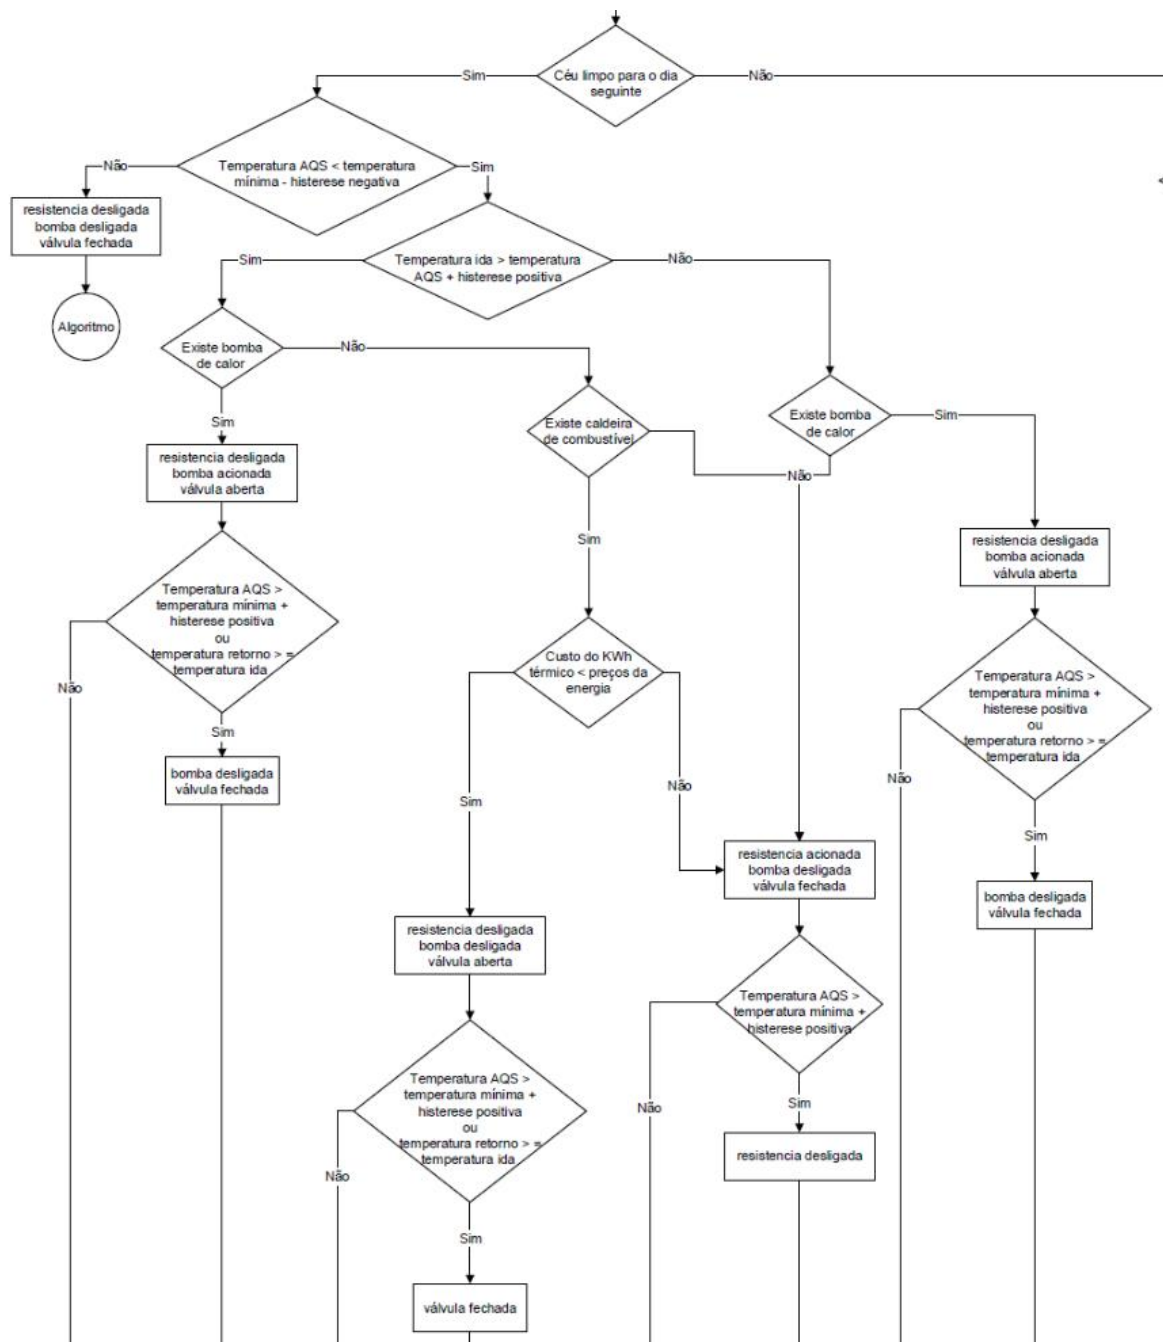 Céu limpo para o dia
seguinte
Sim
Não
Temperatura AQS < temperatura
mínima - histerese negativa
Não
Sim
resistencia desligada
bomba desligada
válvula fechada
Algoritmo
Temperatura ida > temperatura
AQS + histerese positiva
Sim
Não
Existe bomba
de calor
Não
Sim
Existe caldeira
de combustível
Não
Sim
Existe bomba
de calor
Sim
resistencia desligada
bomba acionada
válvula aberta
Temperatura AQS >
temperatura mínima +
histerese positiva
ou
temperatura retorno > =
temperatura ida
Não
Sim
bomba desligada
válvula fechada
Custo do KWh
térmico < preços da
energia
Sim
Não
resistencia desligada
bomba acionada
válvula aberta
Temperatura AQS >
temperatura mínima +
histerese positiva
ou
temperatura retorno > =
temperatura ida
Não
Sim
bomba desligada
válvula fechada
resistencia acionada
bomba desligada
válvula fechada
Temperatura AQS >
temperatura mínima +
histerese positiva
Não
Sim
resistencia desligada
resistencia desligada
bomba desligada
válvula aberta
Temperatura AQS >
temperatura mínima +
histerese positiva
ou
temperatura retorno > =
temperatura ida
Não
Sim
válvula fechada